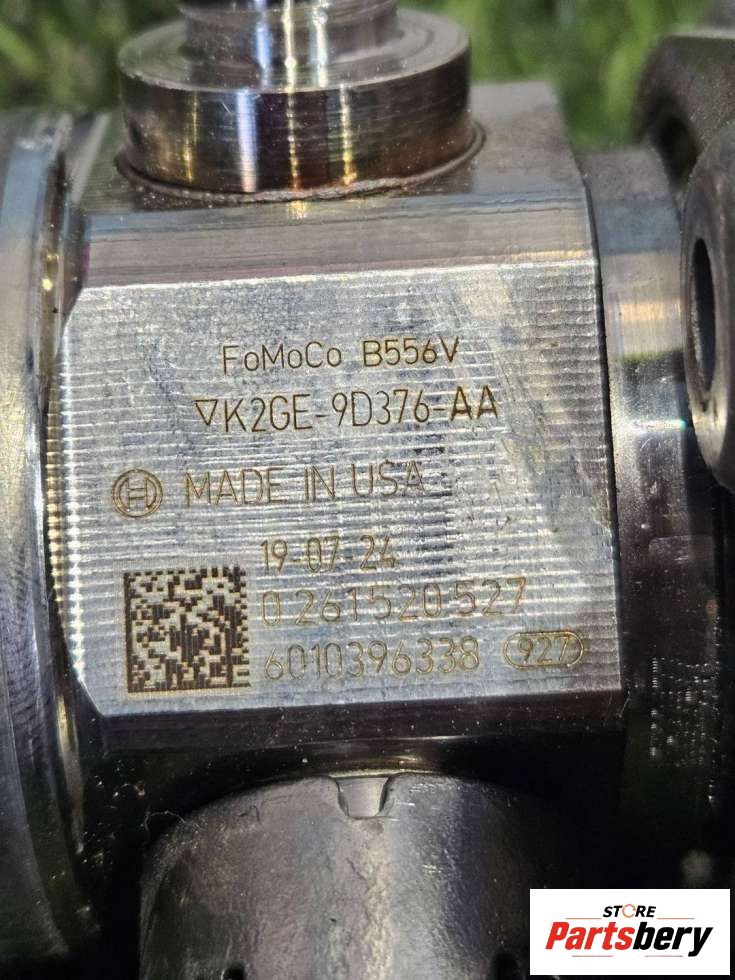 FoMoCo B556V
▽K2GE-9D376-AA
MADE IN USA
19-07-24
0 261 520 527
6010396338 927
STORE
Partsbery